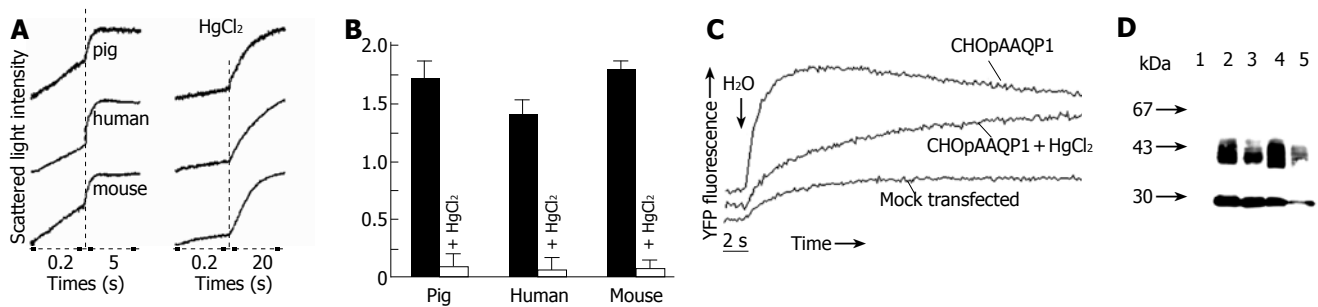 A
Scattered light intensity
pig
human
mouse
HgCl₂
0.2 5
Times (s)
0.2 20
Times (s)
B
2.0
1.5
1.0
0.5
0
+ HgCl₂
+ HgCl₂
+ HgCl₂
Pig Human Mouse
C
YFP fluorescence
H₂O
CHOpAAQP1
CHOpAAQP1 + HgCl₂
Mock transfected
2 s
Time
D
kDa 1 2 3 4 5
67
43
30